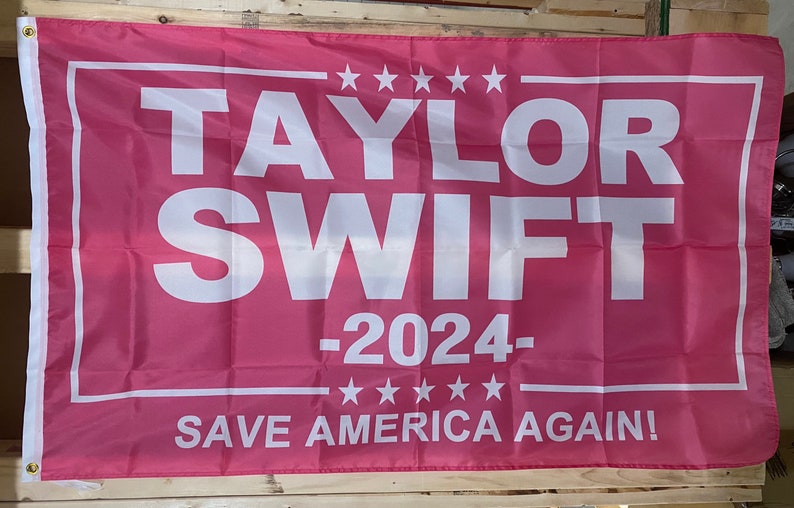 TAYLOR
SWIFT
-2024-
SAVE AMERICA AGAIN!